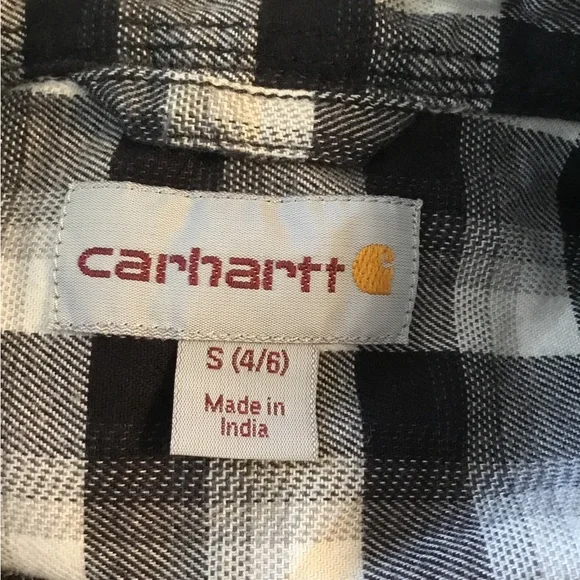 carhartt
S (4/6)
Made in
India